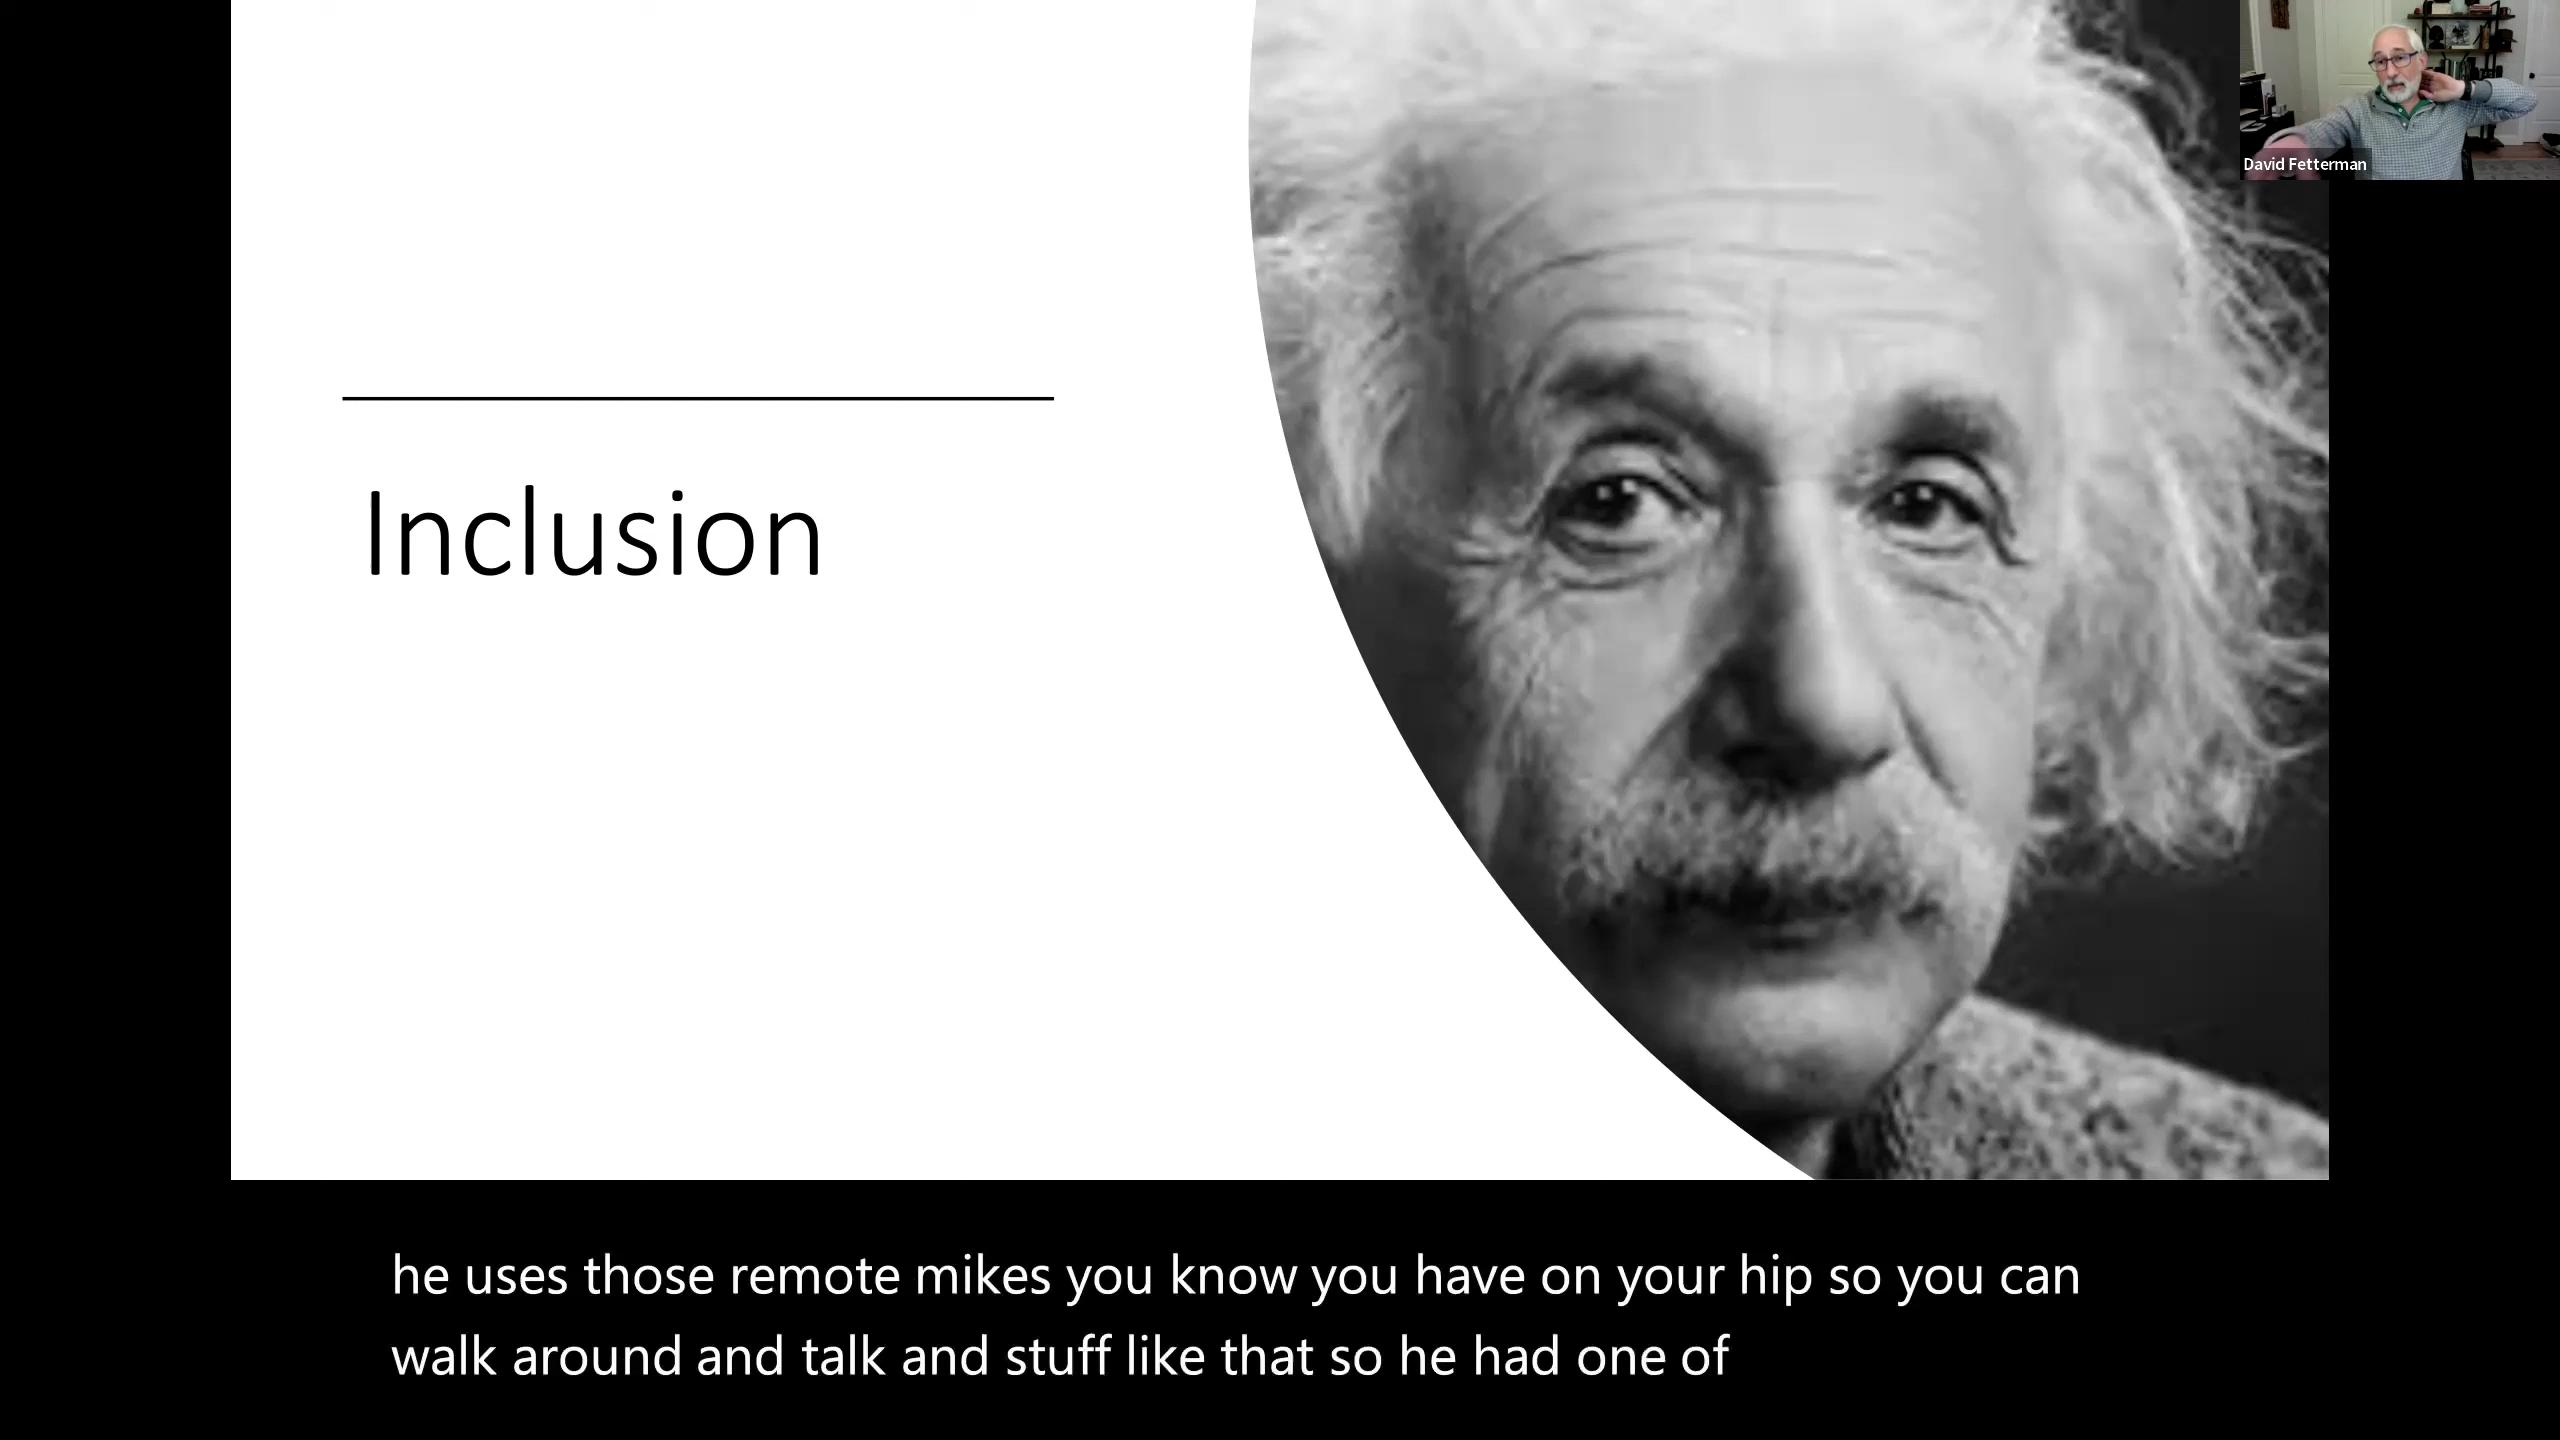 David Fetterman
Inclusion
he uses those remote mikes you know you have on your hip so you can
walk around and talk and stuff like that so he had one of